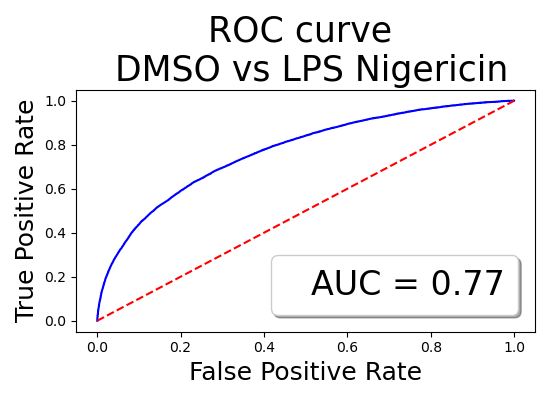 ROC curve
DMSO vs LPS Nigericin
True Positive Rate
1.0
0.8
0.6
0.4
0.2
0.0
AUC = 0.77
0.0 0.2 0.4 0.6 0.8 1.0
False Positive Rate